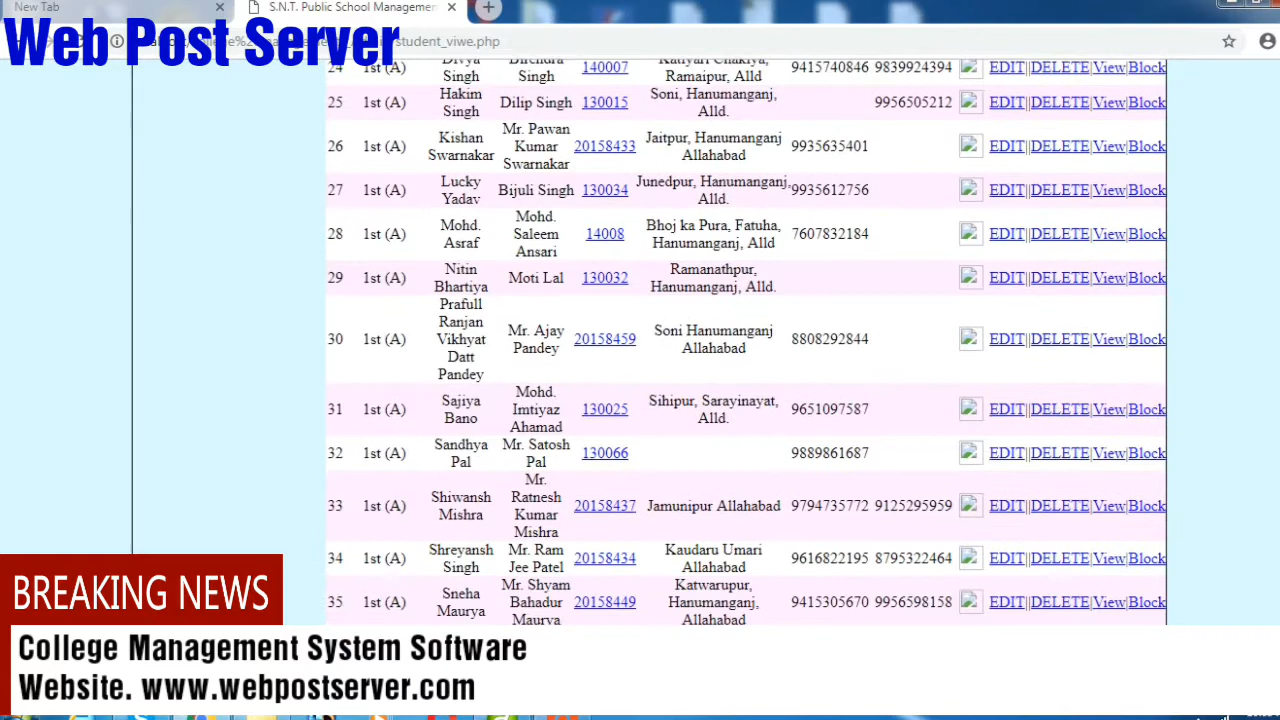 New Tab
S.N.T. Public School Managemen
Web Post Server
student_viwe.php
24 1st (A) Divya Singh Birendra Singh 140007 Katiyari Chakiya, Ramaipur, Alld 9415740846 9839924394 EDIT||DELETE|View|Block
25 1st (A) Hakim Singh Dilip Singh 130015 Soni, Hanumanganj, Alld. 9956505212 EDIT||DELETE|View|Block
26 1st (A) Kishan Swarnakar Mr. Pawan Kumar Swarnakar 20158433 Jaitpur, Hanumanganj Allahabad 9935635401 EDIT||DELETE|View|Block
27 1st (A) Lucky Yadav Bijuli Singh 130034 Junedpur, Hanumanganj, Alld. 9935612756 EDIT||DELETE|View|Block
28 1st (A) Mohd. Asraf Mohd. Saleem Ansari 14008 Bhoj ka Pura, Fatuha, Hanumanganj, Alld 7607832184 EDIT||DELETE|View|Block
29 1st (A) Nitin Bhartiya Moti Lal 130032 Ramanathpur, Hanumanganj, Alld. EDIT||DELETE|View|Block
30 1st (A) Prafull Ranjan Vikhyat Datt Pandey Mr. Ajay Pandey 20158459 Soni Hanumanganj Allahabad 8808292844 EDIT||DELETE|View|Block
31 1st (A) Sajiya Bano Mohd. Imtiyaz Ahamad 130025 Sihipur, Sarayinayat, Alld. 9651097587 EDIT||DELETE|View|Block
32 1st (A) Sandhya Pal Mr. Satosh Pal 130066 9889861687 EDIT||DELETE|View|Block
33 1st (A) Shiwansh Mishra Mr. Ratnesh Kumar Mishra 20158437 Jamunipur Allahabad 9794735772 9125295959 EDIT||DELETE|View|Block
34 1st (A) Shreyansh Singh Mr. Ram Jee Patel 20158434 Kaudaru Umari Allahabad 9616822195 8795322464 EDIT||DELETE|View|Block
35 1st (A) Sneha Maurya Mr. Shyam Bahadur Maurya 20158449 Katwarupur, Hanumanganj, Allahabad 9415305670 9956598158 EDIT||DELETE|View|Block
BREAKING NEWS
College Management System Software
Website. www.webpostserver.com